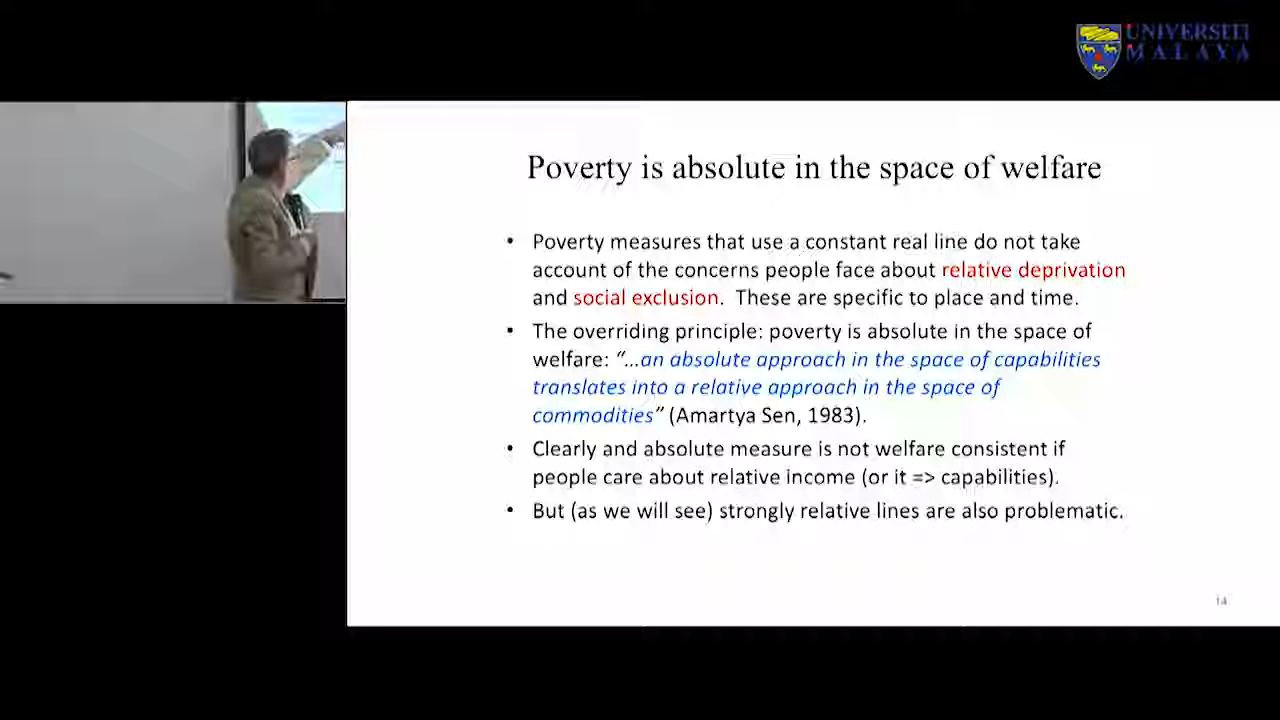 UNIVERSITI
MALAYA
Poverty is absolute in the space of welfare
• Poverty measures that use a constant real line do not take
account of the concerns people face about relative deprivation
and social exclusion. These are specific to place and time.
• The overriding principle: poverty is absolute in the space of
welfare: “…an absolute approach in the space of capabilities
translates into a relative approach in the space of
commodities” (Amartya Sen, 1983).
• Clearly and absolute measure is not welfare consistent if
people care about relative income (or it => capabilities).
• But (as we will see) strongly relative lines are also problematic.
14